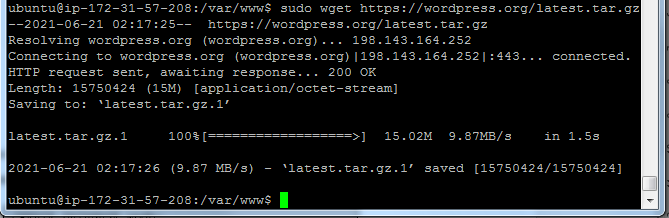 ubuntu@ip-172-31-57-208:/var/www$ sudo wget https://wordpress.org/latest.tar.gz
--2021-06-21 02:17:25--  https://wordpress.org/latest.tar.gz
Resolving wordpress.org (wordpress.org)... 198.143.164.252
Connecting to wordpress.org (wordpress.org)|198.143.164.252|:443... connected.
HTTP request sent, awaiting response... 200 OK
Length: 15750424 (15M) [application/octet-stream]
Saving to: ‘latest.tar.gz.1’
latest.tar.gz.1     100%[===================>]  15.02M  9.87MB/s    in 1.5s
2021-06-21 02:17:26 (9.87 MB/s) - ‘latest.tar.gz.1’ saved [15750424/15750424]
ubuntu@ip-172-31-57-208:/var/www$